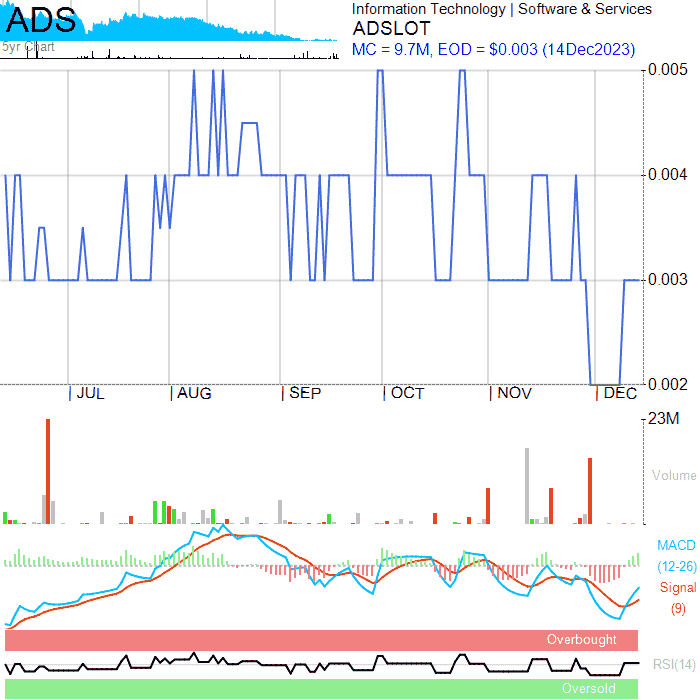 ADS
5yr Chart
Information Technology | Software & Services
ADSLOT
MC = 9.7M, EOD = $0.003 (14Dec2023)
0.005
0.004
0.003
0.002
JUL
AUG
SEP
OCT
NOV
DEC
23M
Volume
MACD
(12-26)
Signal
(9)
Overbought
RSI(14)
Oversold